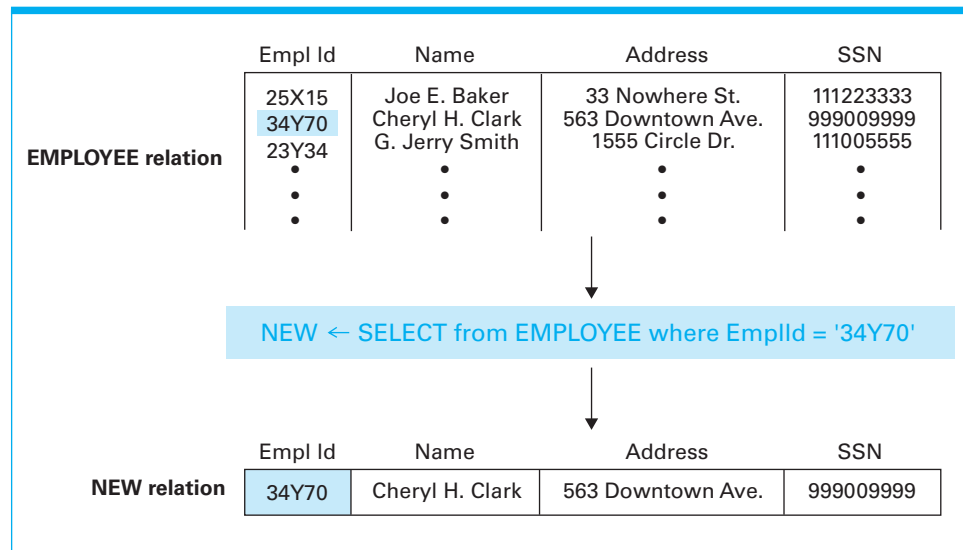 Empl Id Name Address SSN
25X15 Joe E. Baker 33 Nowhere St. 111223333
34Y70 Cheryl H. Clark 563 Downtown Ave. 999009999
23Y34 G. Jerry Smith 1555 Circle Dr. 111005555
EMPLOYEE relation
• • • •
• • • •
• • • •
NEW ← SELECT from EMPLOYEE where EmplId = '34Y70'
Empl Id Name Address SSN
NEW relation 34Y70 Cheryl H. Clark 563 Downtown Ave. 999009999